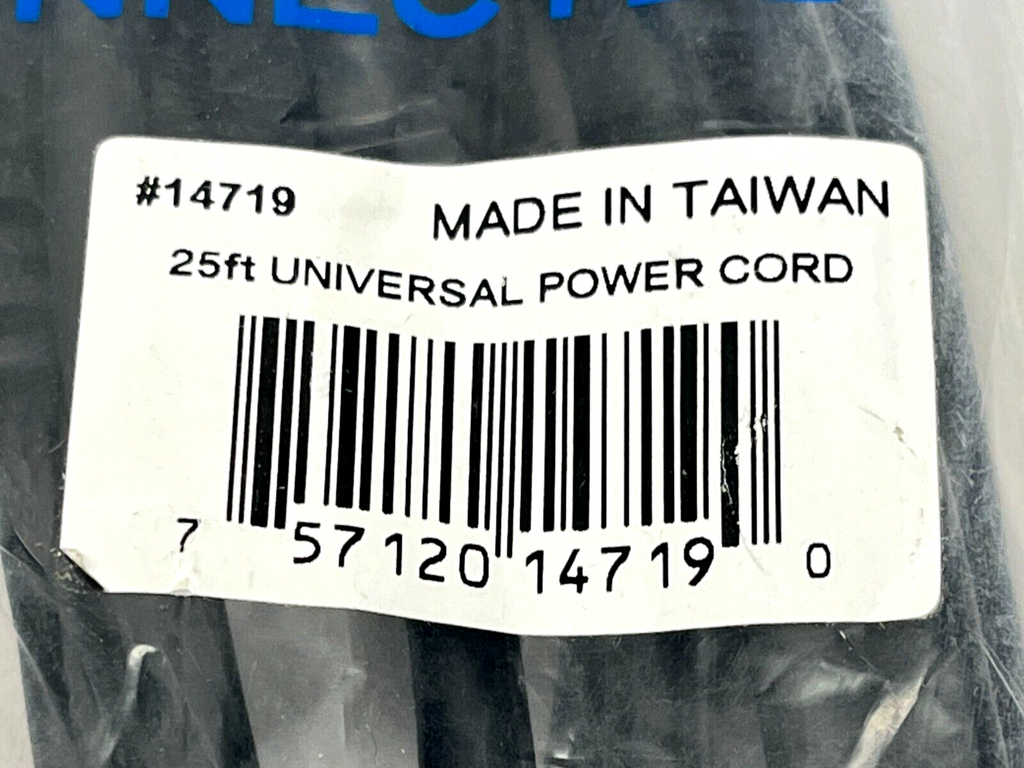 #14719
MADE IN TAIWAN
25ft UNIVERSAL POWER CORD
7 57120 14719 0